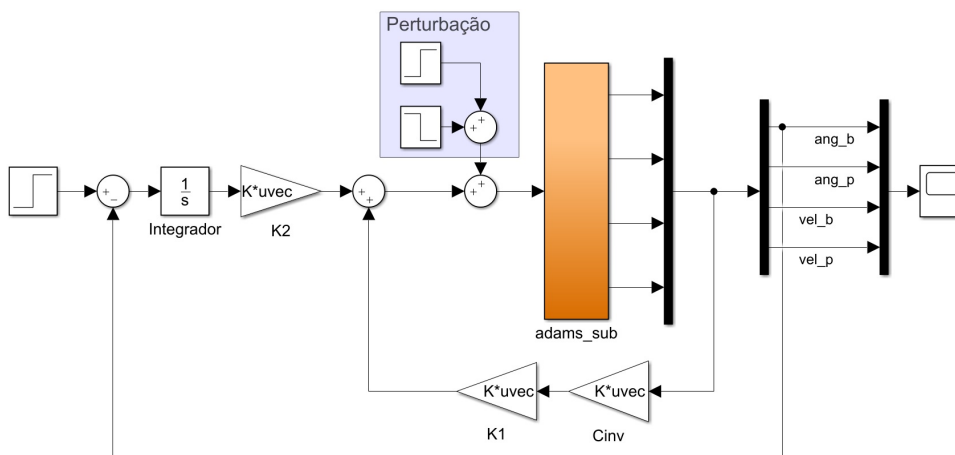 Perturbação
+
+
+
+
+
−
1
s
Integrador
K*uvec
K2
+
+
adams_sub
ang_b
ang_p
vel_b
vel_p
K*uvec
K1
K*uvec
Cinv